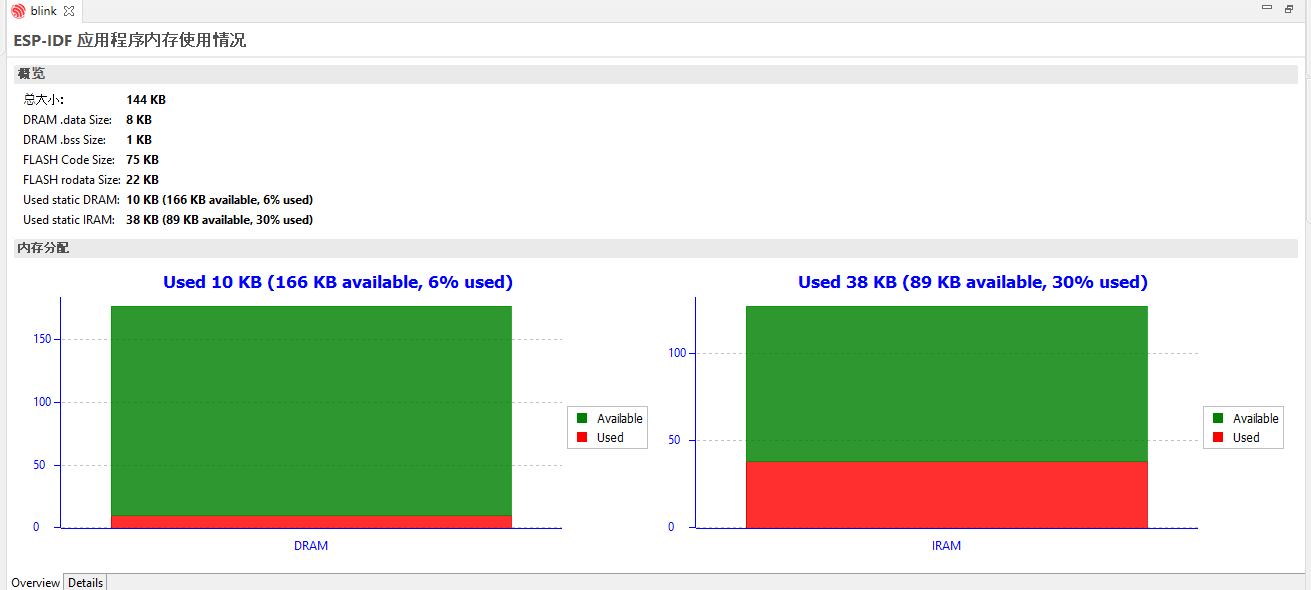 blink
ESP-IDF 应用程序内存使用情况
概览
总大小: 144 KB
DRAM .data Size: 8 KB
DRAM .bss Size: 1 KB
FLASH Code Size: 75 KB
FLASH rodata Size: 22 KB
Used static DRAM: 10 KB (166 KB available, 6% used)
Used static IRAM: 38 KB (89 KB available, 30% used)
内存分配
Used 10 KB (166 KB available, 6% used)
150
100
50
0
DRAM
Available
Used
Used 38 KB (89 KB available, 30% used)
100
50
0
IRAM
Available
Used
Overview Details